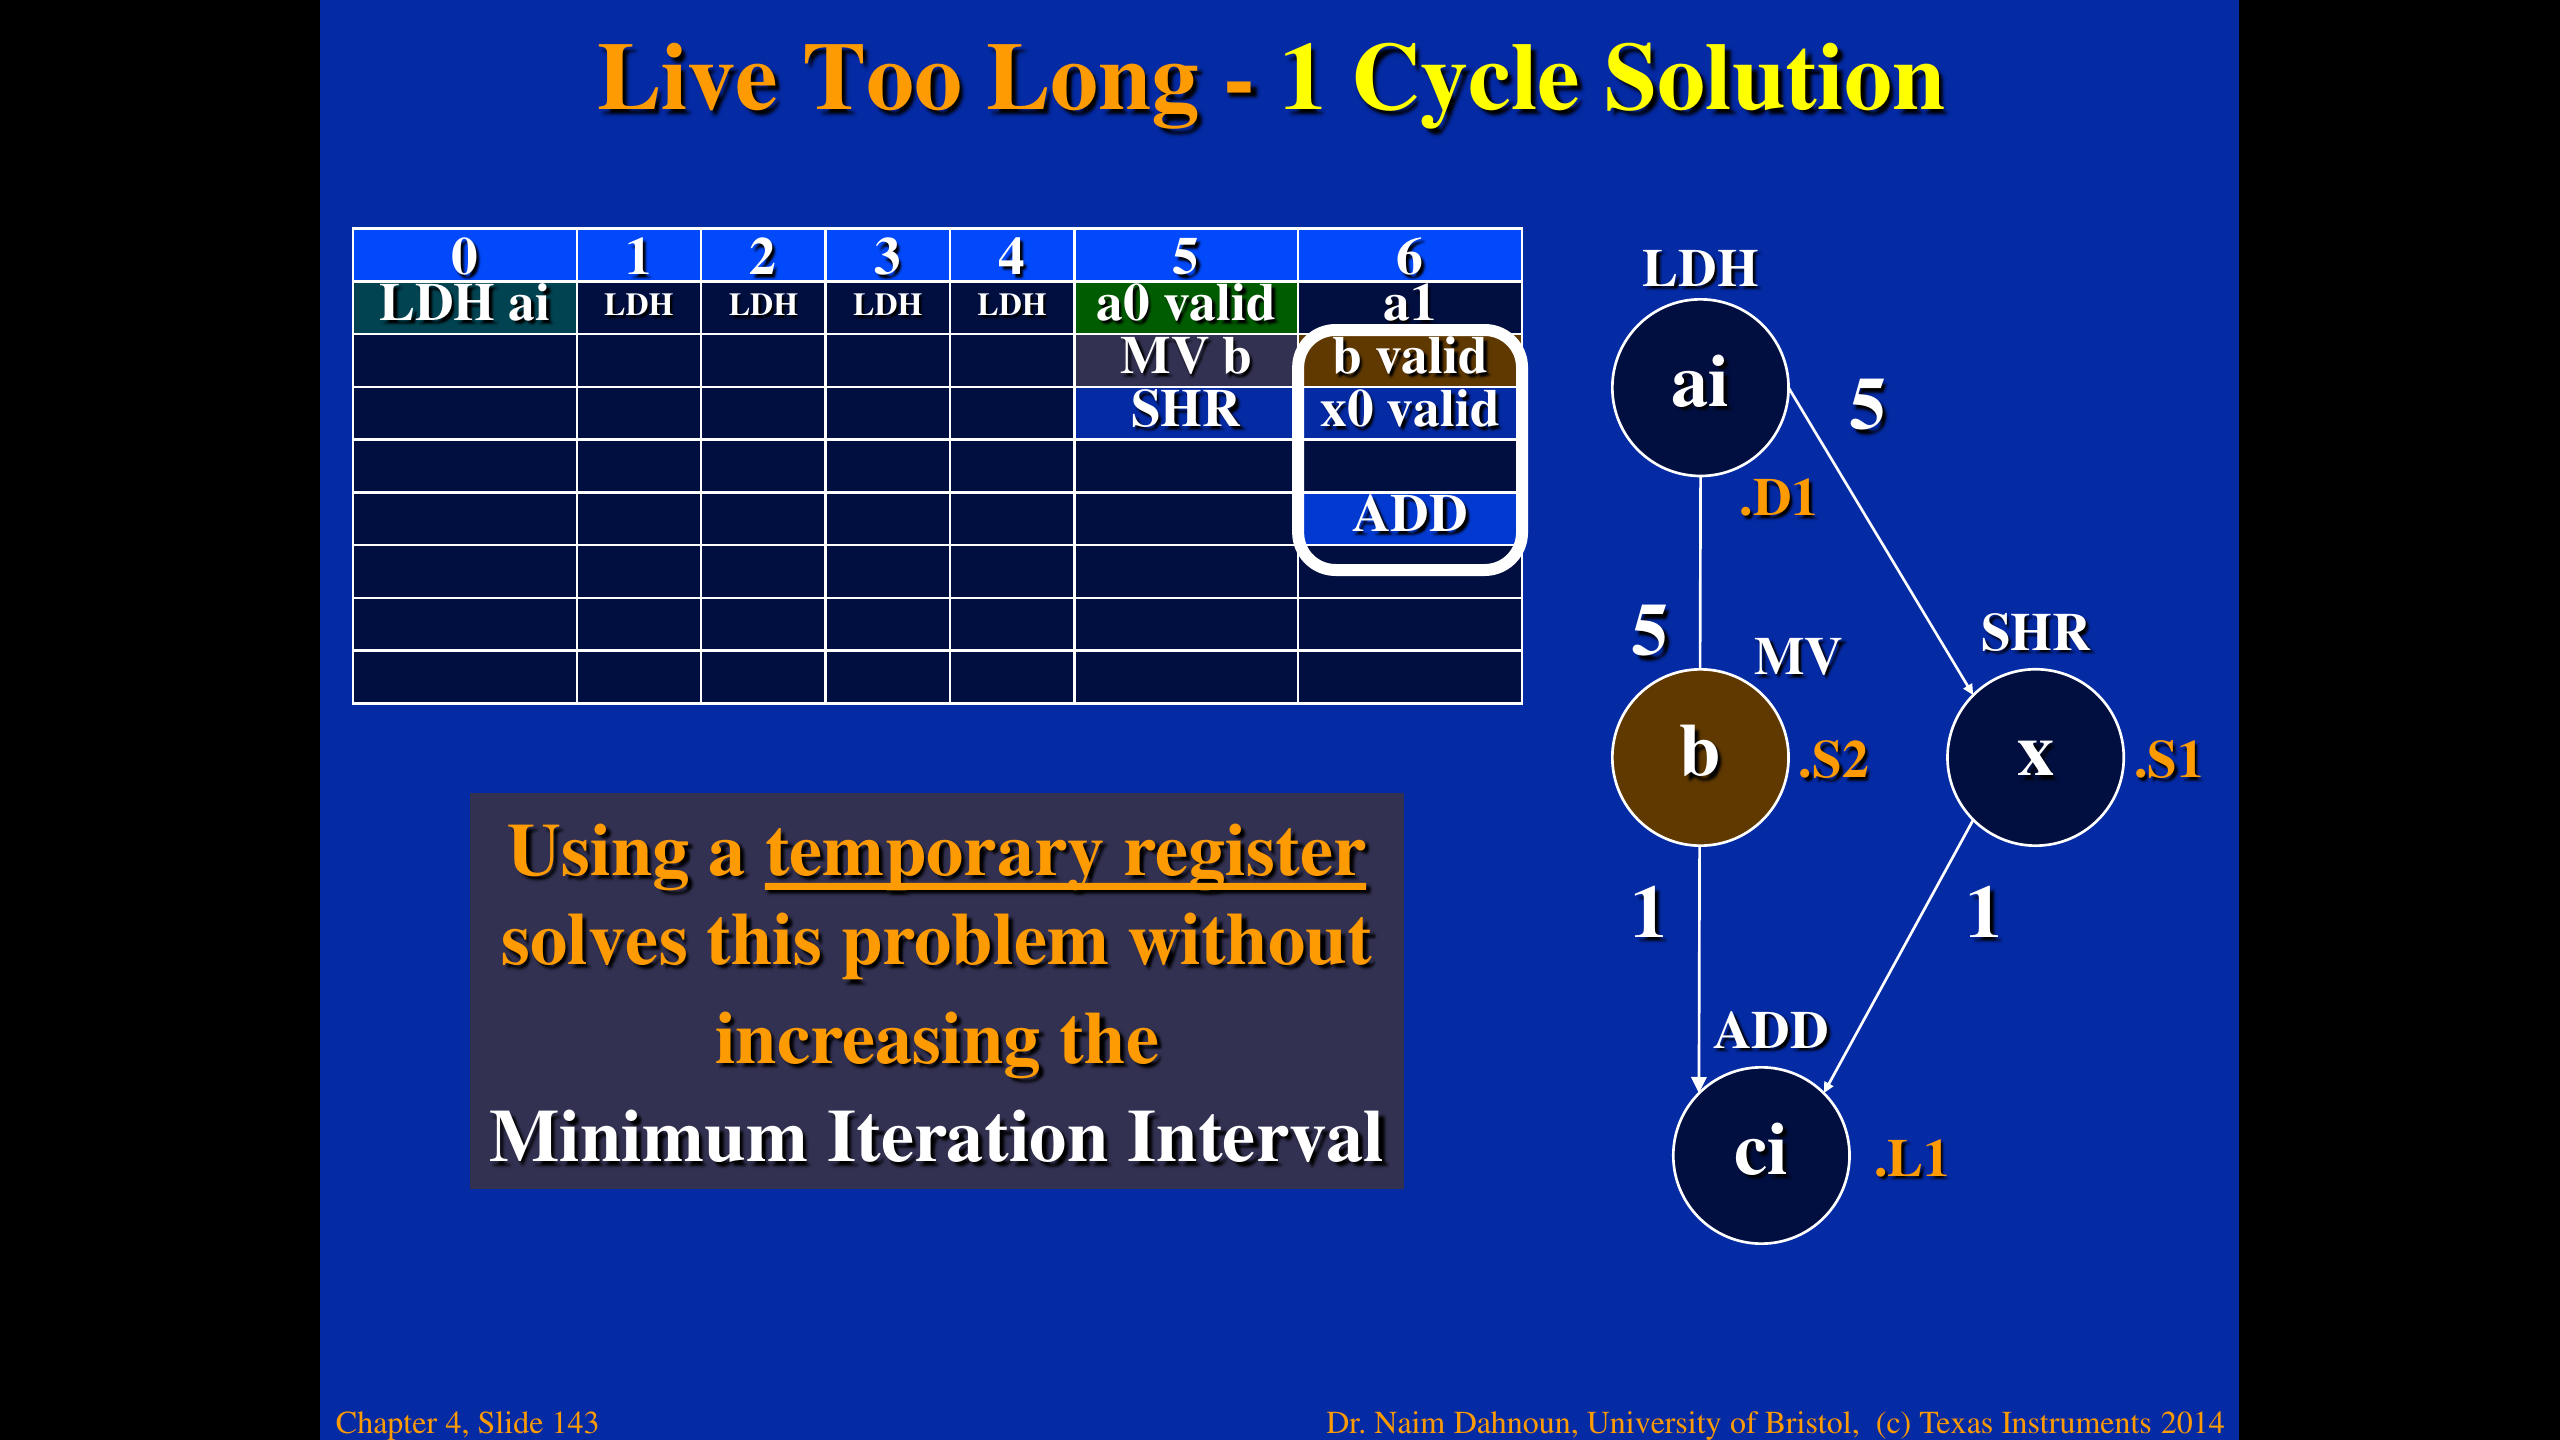 Live Too Long - 1 Cycle Solution
0 1 2 3 4 5 6
LDH ai LDH LDH LDH LDH a0 valid a1
MV b b valid
SHR x0 valid
ADD
LDH
ai
5
.D1
5
MV
SHR
b
.S2
x
.S1
1
1
ADD
ci
.L1
Using a temporary register
solves this problem without
increasing the
Minimum Iteration Interval
Chapter 4, Slide 143
Dr. Naim Dahnoun, University of Bristol, (c) Texas Instruments 2014